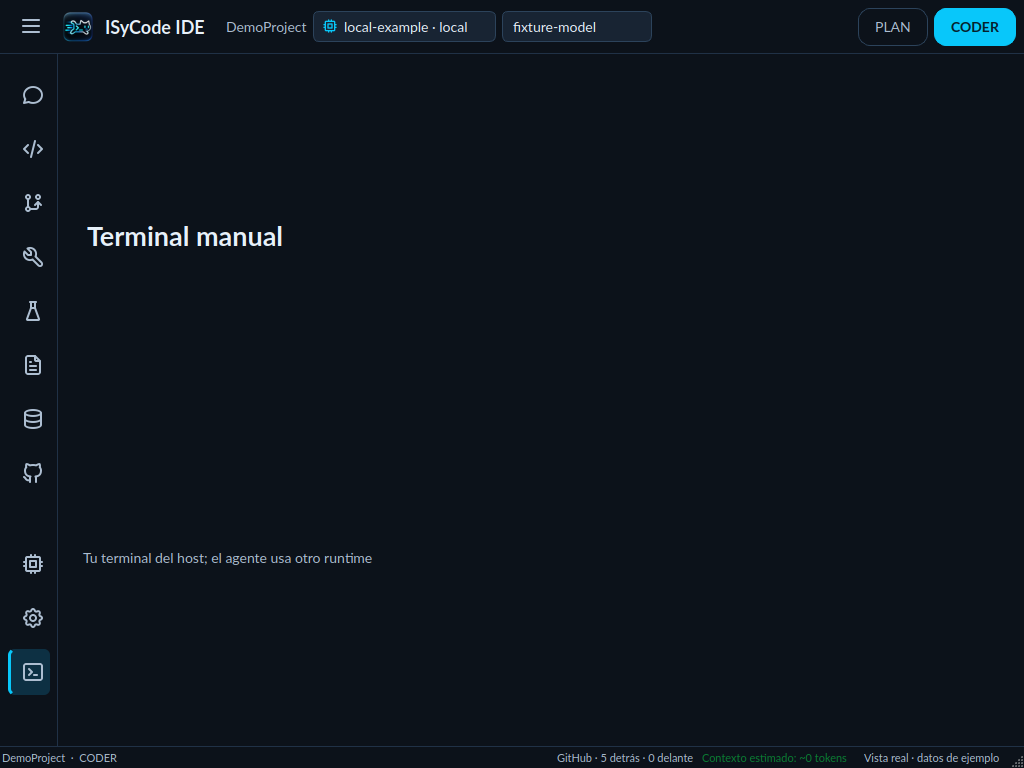 ISyCode IDE DemoProject local-example · local fixture-model PLAN CODER
Terminal manual
Tu terminal del host; el agente usa otro runtime
DemoProject · CODER GitHub · 5 detrás · 0 delante Contexto estimado: ~0 tokens Vista real · datos de ejemplo